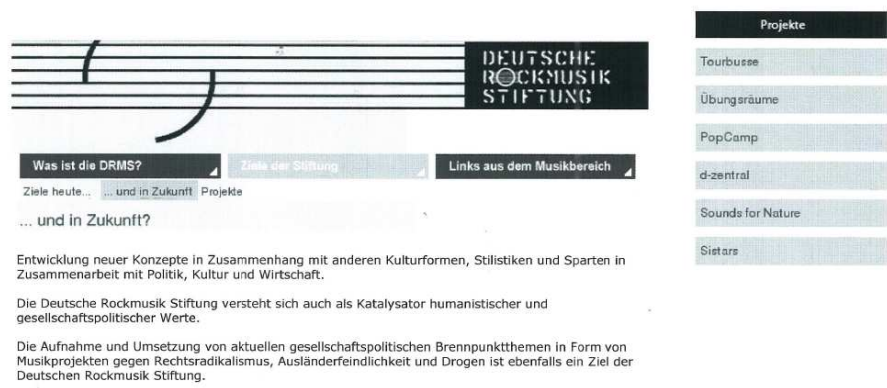 DEUTSCHE
ROCKMUSIK
STIFTUNG
Was ist die DRMS? Ziele der Stiftung Links aus dem Musikbereich
Ziele heute... ... und in Zukunft Projekte
... und in Zukunft?
Entwicklung neuer Konzepte in Zusammenhang mit anderen Kulturformen, Stilistiken und Sparten in
Zusammenarbeit mit Politik, Kultur und Wirtschaft.
Die Deutsche Rockmusik Stiftung versteht sich auch als Katalysator humanistischer und
gesellschaftspolitischer Werte.
Die Aufnahme und Umsetzung von aktuellen gesellschaftspolitischen Brennpunktthemen in Form von
Musikprojekten gegen Rechtsradikalismus, Ausländerfeindlichkeit und Drogen ist ebenfalls ein Ziel der
Deutschen Rockmusik Stiftung.
Projekte
Tourbusse
Übungsräume
PopCamp
d-zentral
Sounds for Nature
Sistars